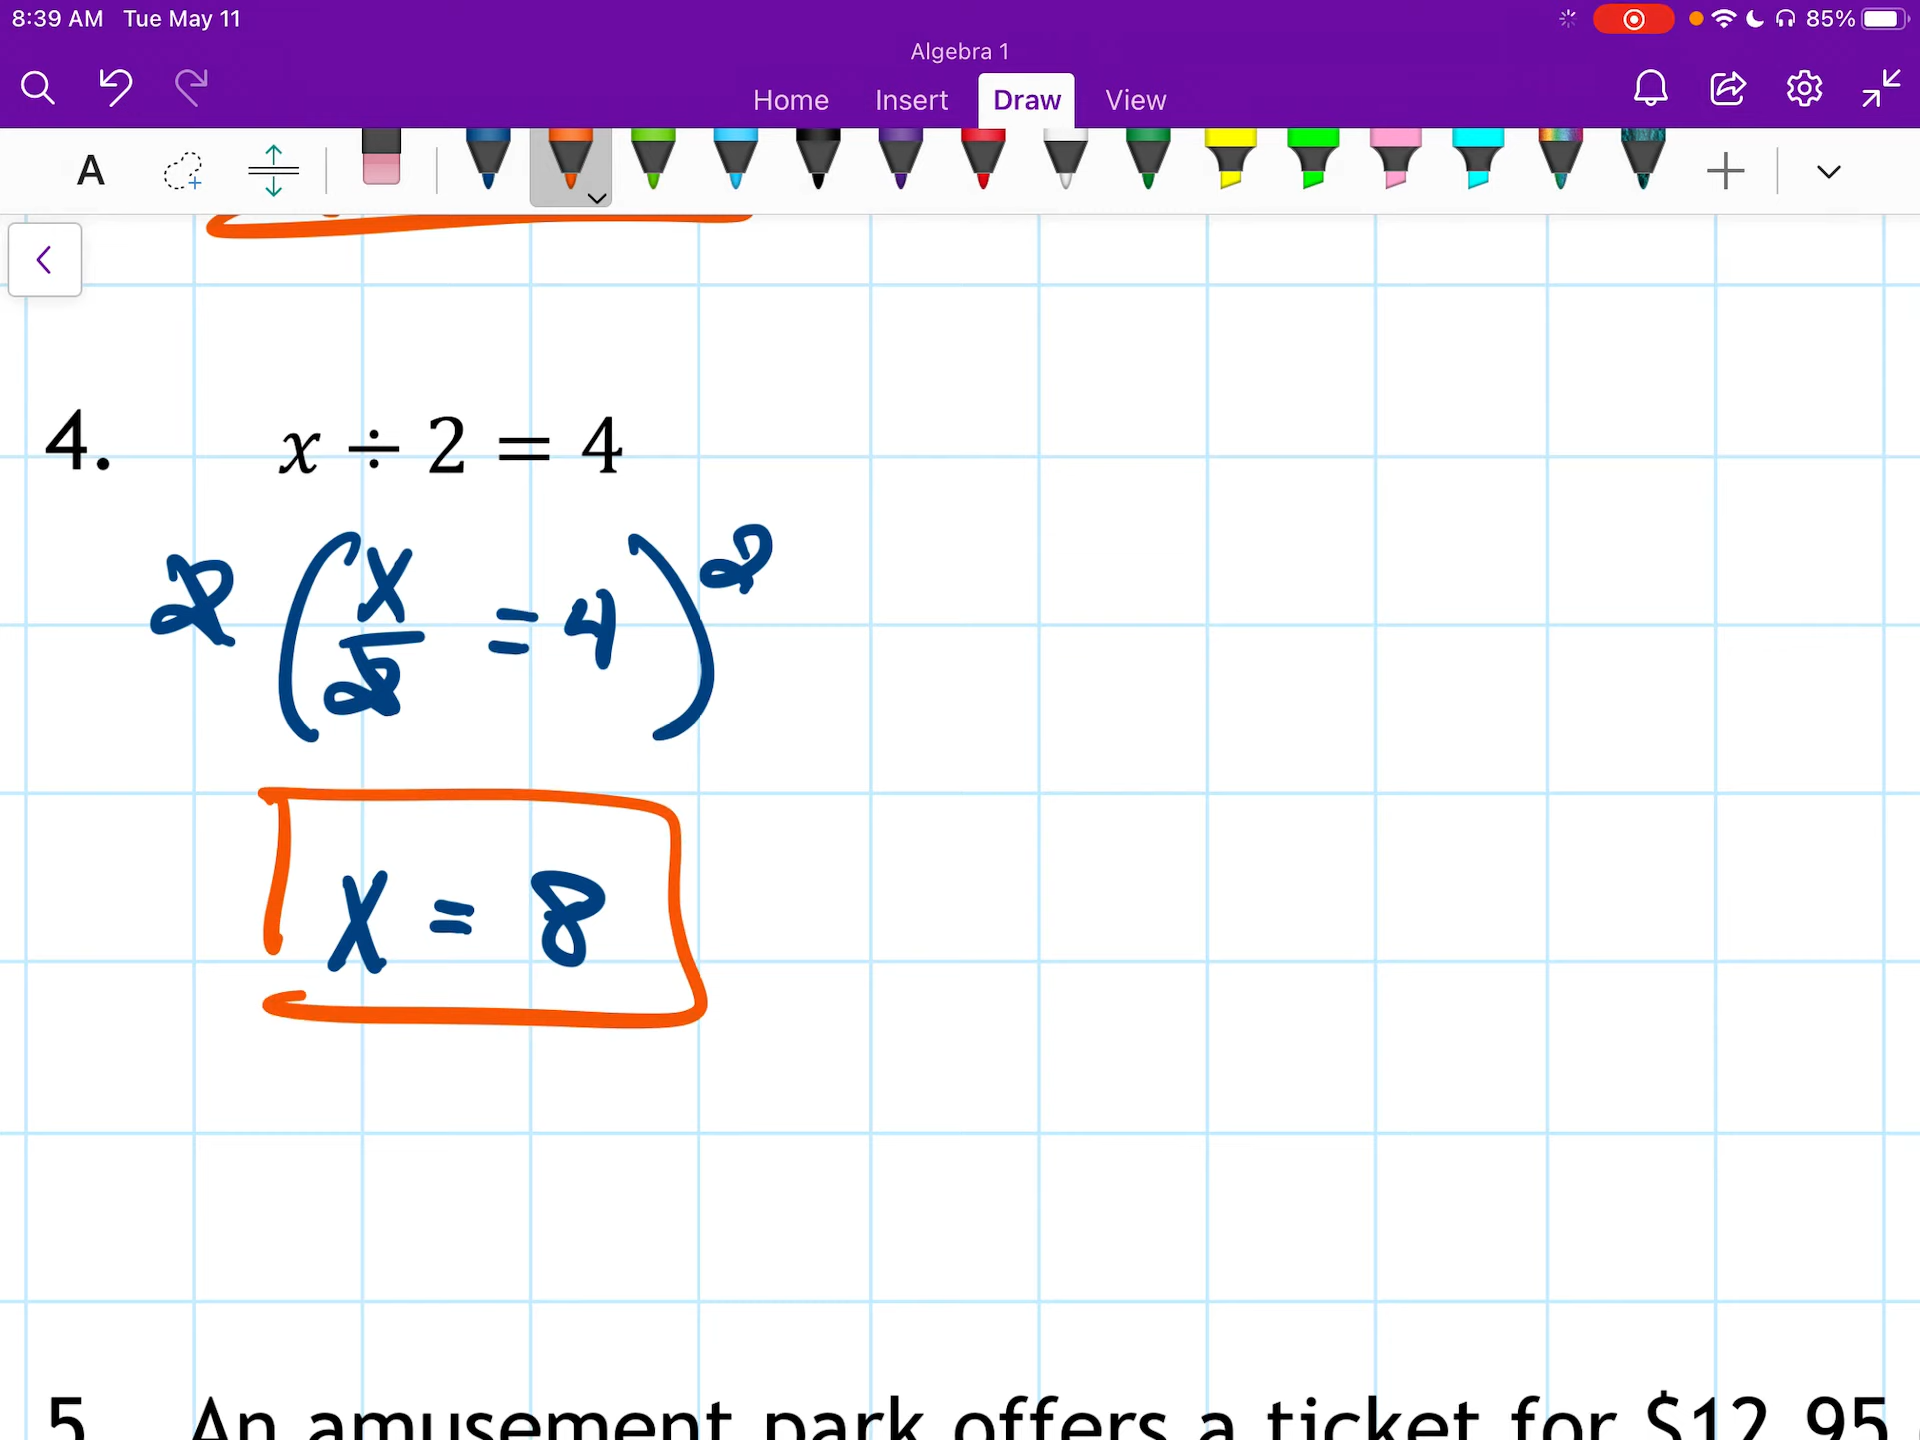 8:39 AM Tue May 11
85%
Algebra 1
Home Insert Draw View
A
4. x ÷ 2 = 4
2 ( x/2 = 4 ) 2
x = 8
5. An amusement park offers a ticket for $12.95